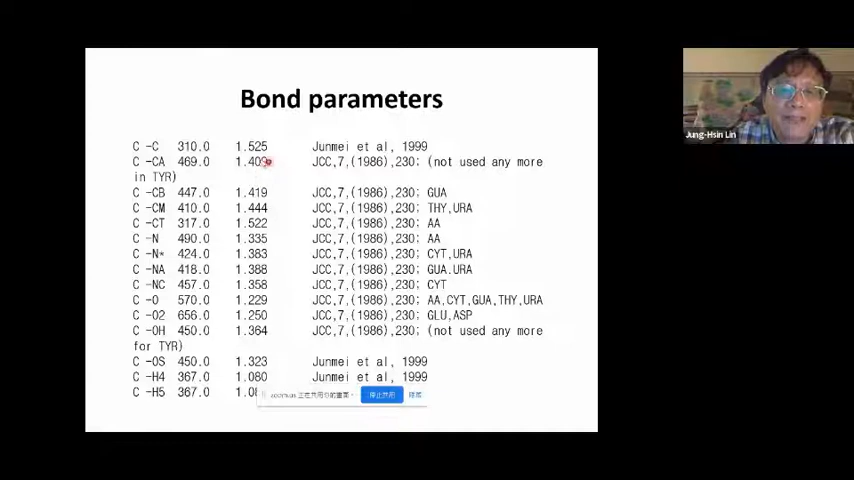 Bond parameters
C -C 310.0 1.525 Junmei et al, 1999
C -CA 469.0 1.409 JCC,7,(1986),230; (not used any more
in TYR)
C -CB 447.0 1.419 JCC,7,(1986),230; GUA
C -CM 410.0 1.444 JCC,7,(1986),230; THY,URA
C -CT 317.0 1.522 JCC,7,(1986),230; AA
C -N 490.0 1.335 JCC,7,(1986),230; AA
C -N* 424.0 1.383 JCC,7,(1986),230; CYT,URA
C -NA 418.0 1.388 JCC,7,(1986),230; GUA.URA
C -NC 457.0 1.358 JCC,7,(1986),230; CYT
C -O 570.0 1.229 JCC,7,(1986),230; AA,CYT,GUA,THY,URA
C -O2 656.0 1.250 JCC,7,(1986),230; GLU,ASP
C -OH 450.0 1.364 JCC,7,(1986),230; (not used any more
for TYR)
C -OS 450.0 1.323 Junmei et al, 1999
C -H4 367.0 1.080 Junmei et al, 1999
C -H5 367.0
停止共用
Jung-Hsin Lin